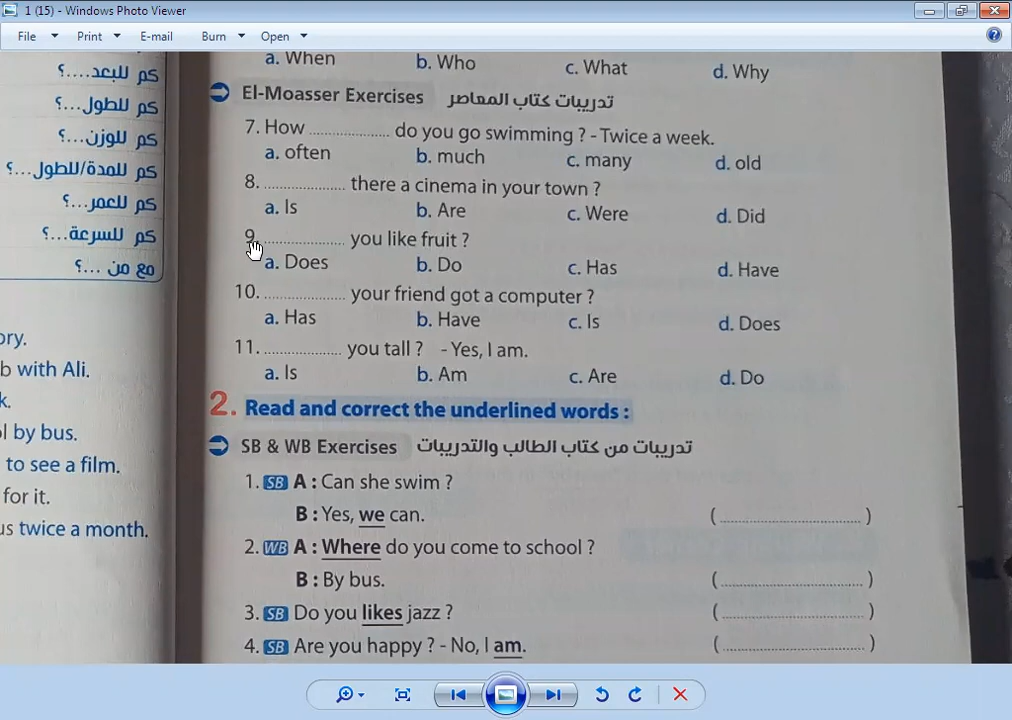 1 (15) - Windows Photo Viewer
File Print E-mail Burn Open
كم للبعد....؟
كم للطول...؟
كم للوزن...؟
كم للمدة/للطول...؟
كم للعمر...؟
كم للسرعة...؟
مع من ...؟
ory.
b with Ali.
k.
ol by bus.
to see a film.
for it.
us twice a month.
a. When b. Who c. What d. Why
El-Moasser Exercises تدريبات كتاب المعاصر
7. How .................... do you go swimming ? - Twice a week.
a. often b. much c. many d. old
8. .................... there a cinema in your town ?
a. Is b. Are c. Were d. Did
9. .................... you like fruit ?
a. Does b. Do c. Has d. Have
10. .................... your friend got a computer ?
a. Has b. Have c. Is d. Does
11. .................... you tall ? - Yes, I am.
a. Is b. Am c. Are d. Do
2. Read and correct the underlined words :
SB & WB Exercises تدريبات من كتاب الطالب والتدريبات
1. SB A : Can she swim ?
B : Yes, we can. (....................................)
2. WB A : Where do you come to school ?
B : By bus. (....................................)
3. SB Do you likes jazz ? (....................................)
4. SB Are you happy ? - No, I am. (....................................)